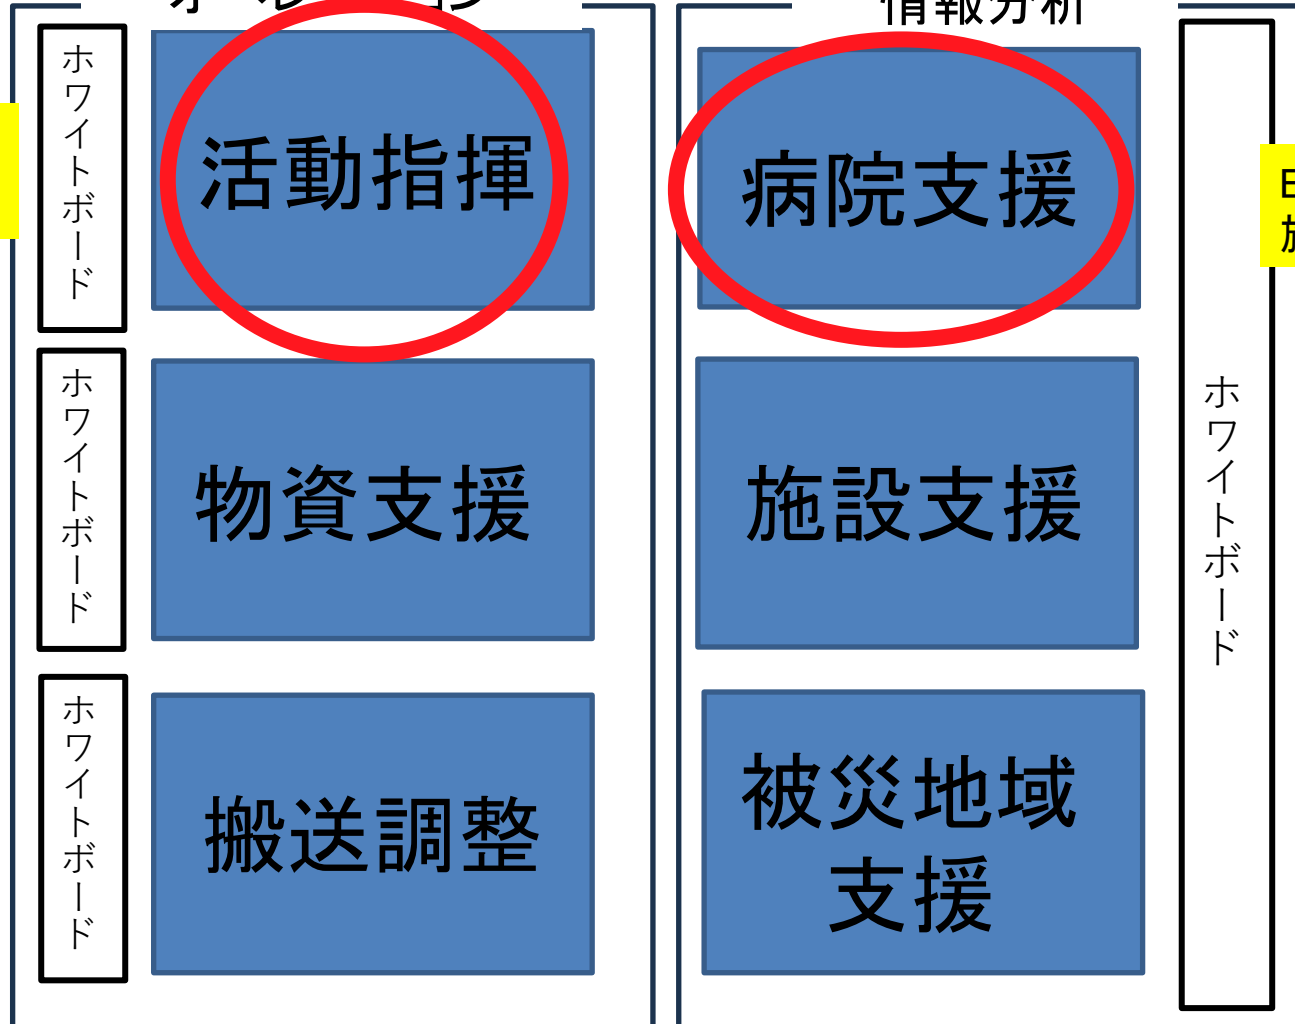 情報分析
ホワイトボード
活動指揮
病院支援
ホワイトボード
物資支援
施設支援
ホワイトボード
ホワイトボード
搬送調整
被災地域
支援